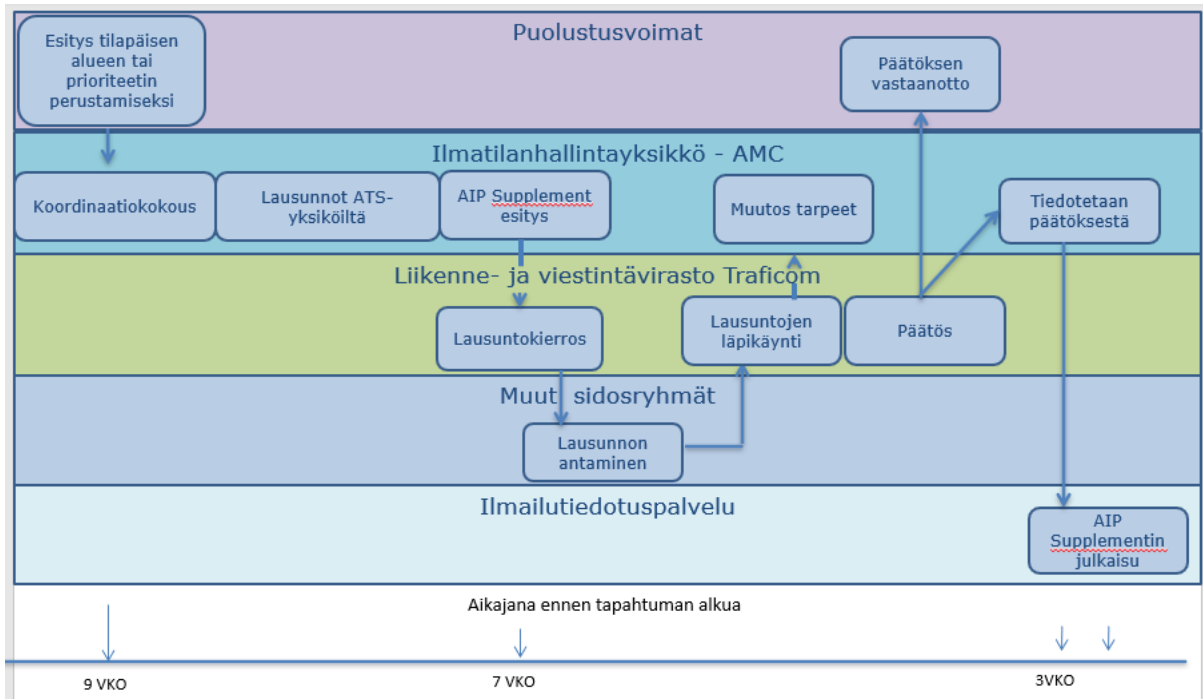 Puolustusvoimat
Esitys tilapäisen
alueen tai
prioriteetin
perustamiseksi
Päätöksen
vastaanotto
Ilmatilanhallintayksikkö - AMC
Koordinaatiokokous
Lausunnot ATS-
yksiköiltä
AIP Supplement
esitys
Muutos tarpeet
Tiedotetaan
päätöksestä
Liikenne- ja viestintävirasto Traficom
Lausuntokierros
Lausuntojen
läpikäynti
Päätös
Muut sidosryhmät
Lausunnon
antaminen
Ilmailutiedotuspalvelu
AIP
Supplementin
julkaisu
Aikajana ennen tapahtuman alkua
9 VKO
7 VKO
3VKO